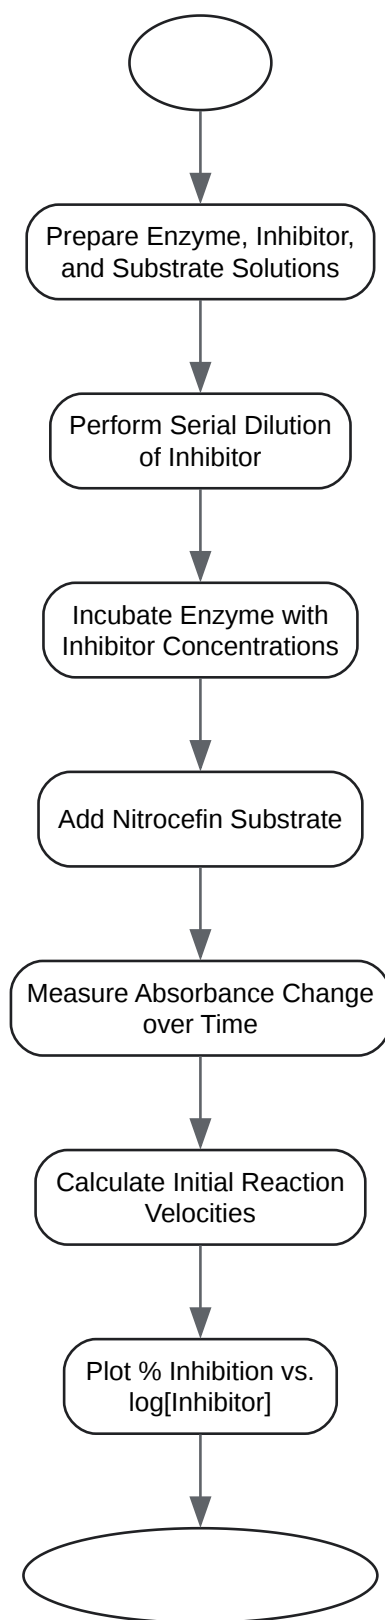 Prepare Enzyme, Inhibitor,
and Substrate Solutions
Perform Serial Dilution
of Inhibitor
Incubate Enzyme with
Inhibitor Concentrations
Add Nitrocefin Substrate
Measure Absorbance Change
over Time
Calculate Initial Reaction
Velocities
Plot % Inhibition vs.
log[Inhibitor]